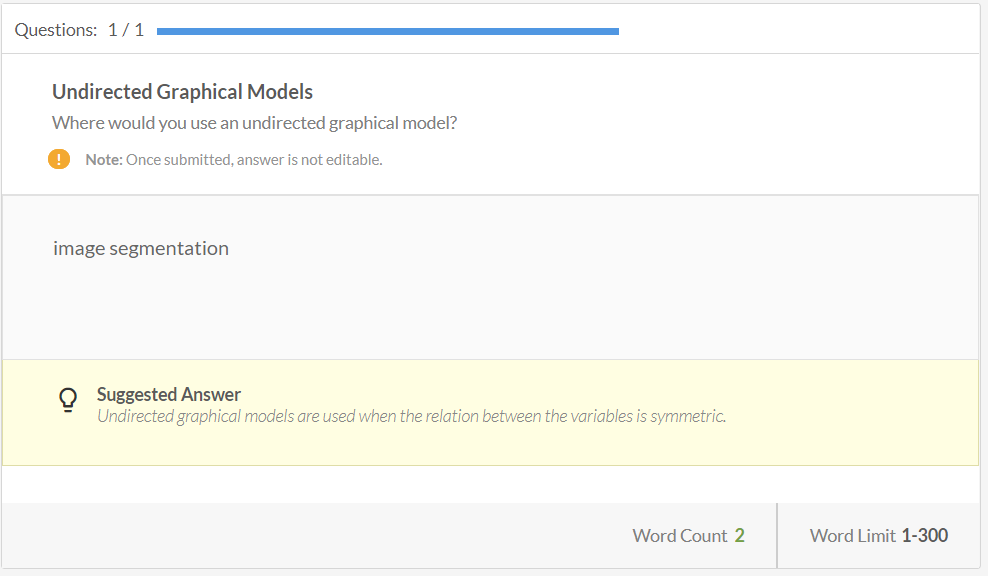 Questions: 1 / 1
Undirected Graphical Models
Where would you use an undirected graphical model?
! Note: Once submitted, answer is not editable.
image segmentation
Suggested Answer
Undirected graphical models are used when the relation between the variables is symmetric.
Word Count 2 Word Limit 1-300